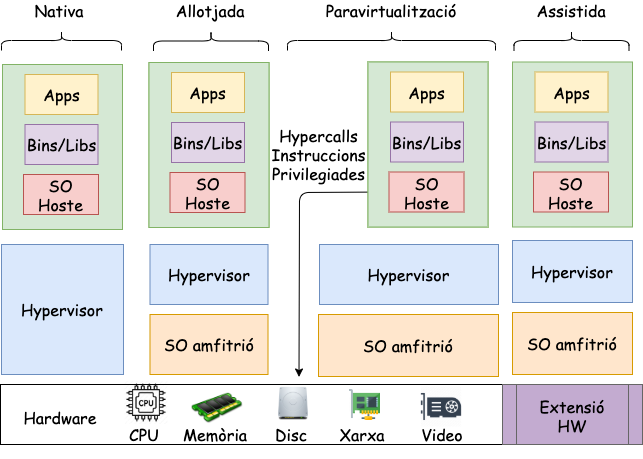 Nativa
Allotjada
Paravirtualització
Assistida
Apps
Bins/Libs
SO
Hoste
Hypervisor
Apps
Bins/Libs
SO
Hoste
Hypervisor
SO amfitrió
Hypercalls
Instruccions
Privilegiades
Apps
Bins/Libs
SO
Hoste
Hypervisor
SO amfitrió
Apps
Bins/Libs
SO
Hoste
Hypervisor
SO amfitrió
Hardware
CPU
CPU
Memòria
Disc
Xarxa
Video
Extensió
HW